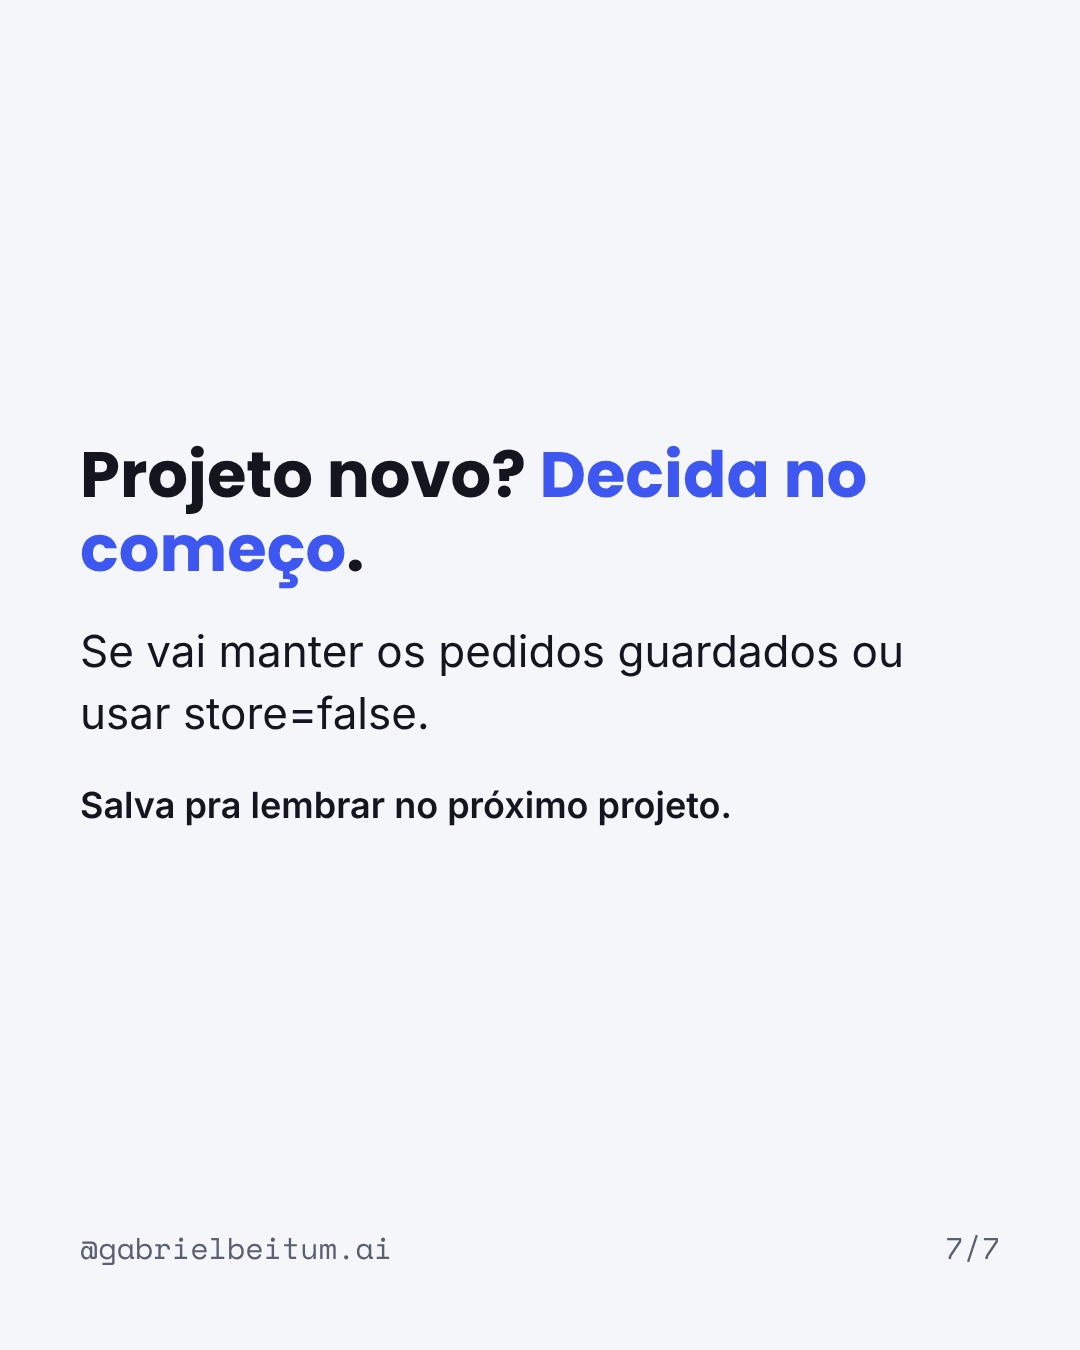 Projeto novo? Decida no
começo.
Se vai manter os pedidos guardados ou
usar store=false.
Salva pra lembrar no próximo projeto.
@gabrielbeitum.ai
7/7